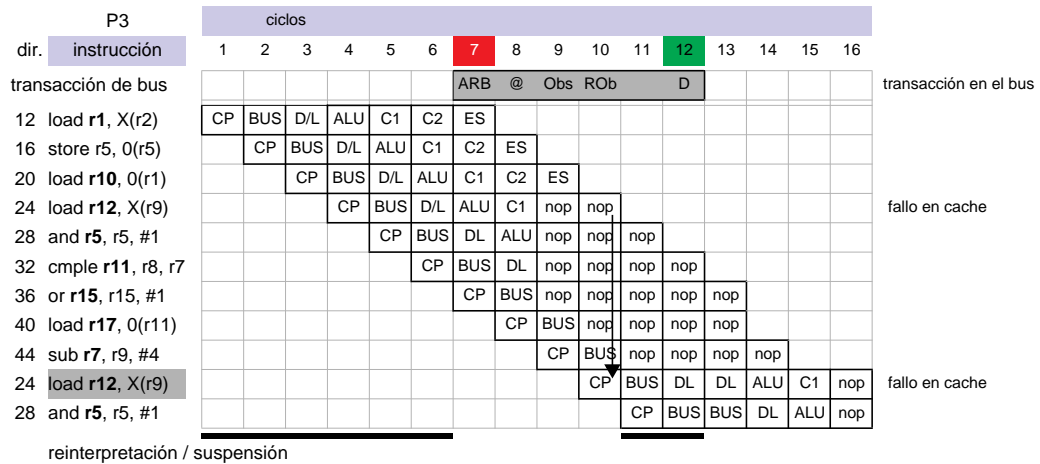 P3 ciclos
dir. instrucción 1 2 3 4 5 6 7 8 9 10 11 12 13 14 15 16
transacción de bus ARB @ Obs ROb D transacción en el bus
12 load r1, X(r2) CP BUS D/L ALU C1 C2 ES
16 store r5, 0(r5) CP BUS D/L ALU C1 C2 ES
20 load r10, 0(r1) CP BUS D/L ALU C1 C2 ES
24 load r12, X(r9) CP BUS D/L ALU C1 nop nop fallo en cache
28 and r5, r5, #1 CP BUS DL ALU nop nop nop
32 cmple r11, r8, r7 CP BUS DL nop nop nop nop
36 or r15, r15, #1 CP BUS nop nop nop nop nop
40 load r17, 0(r11) CP BUS nop nop nop nop
44 sub r7, r9, #4 CP BUS nop nop nop nop
24 load r12, X(r9) CP BUS DL DL ALU C1 nop fallo en cache
28 and r5, r5, #1 CP BUS BUS DL ALU nop
reinterpretación / suspensión